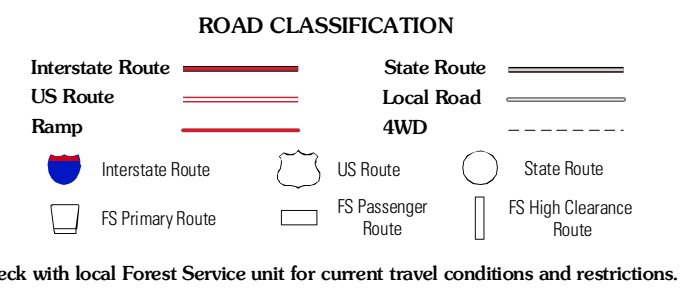 ROAD CLASSIFICATION
Interstate Route
State Route
US Route
Local Road
Ramp
4WD
Interstate Route
US Route
State Route
FS Primary Route
FS Passenger
Route
FS High Clearance
Route
with local Forest Service unit for current travel conditions and restrictions.